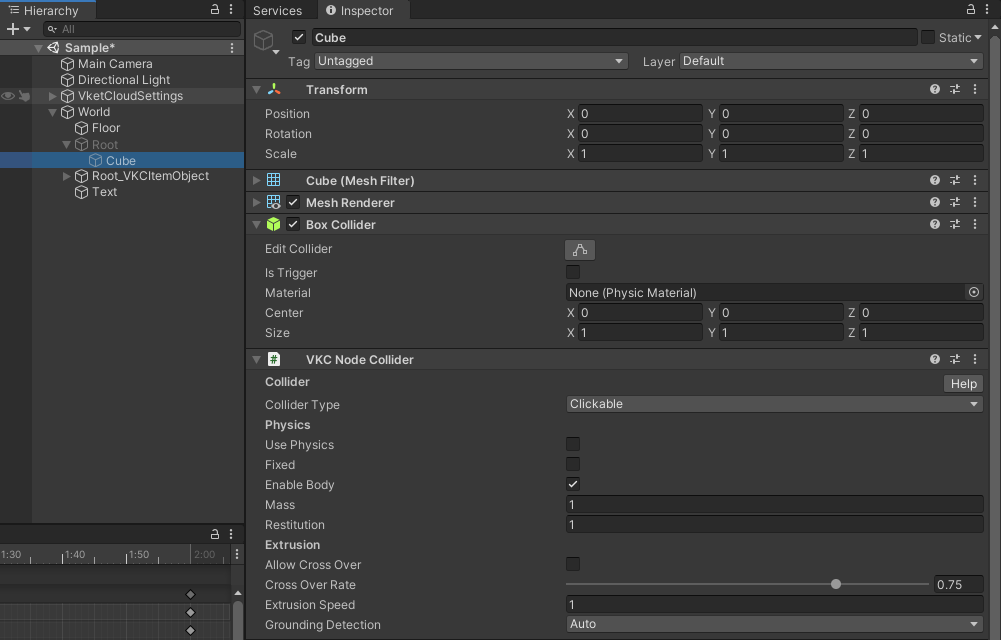 Hierarchy
All
Sample*
Main Camera
Directional Light
VketCloudSettings
World
Floor
Root
Cube
Root_VKCItemObject
Text
1:30 1:40 1:50 2:00
Services Inspector
Cube Static
Tag Untagged Layer Default
Transform
Position X 0 Y 0 Z 0
Rotation X 0 Y 0 Z 0
Scale X 1 Y 1 Z 1
Cube (Mesh Filter)
Mesh Renderer
Box Collider
Edit Collider
Is Trigger
Material None (Physic Material)
Center X 0 Y 0 Z 0
Size X 1 Y 1 Z 1
# VKC Node Collider
Collider Help
Collider Type Clickable
Physics
Use Physics
Fixed
Enable Body
Mass 1
Restitution 1
Extrusion
Allow Cross Over
Cross Over Rate 0.75
Extrusion Speed 1
Grounding Detection Auto